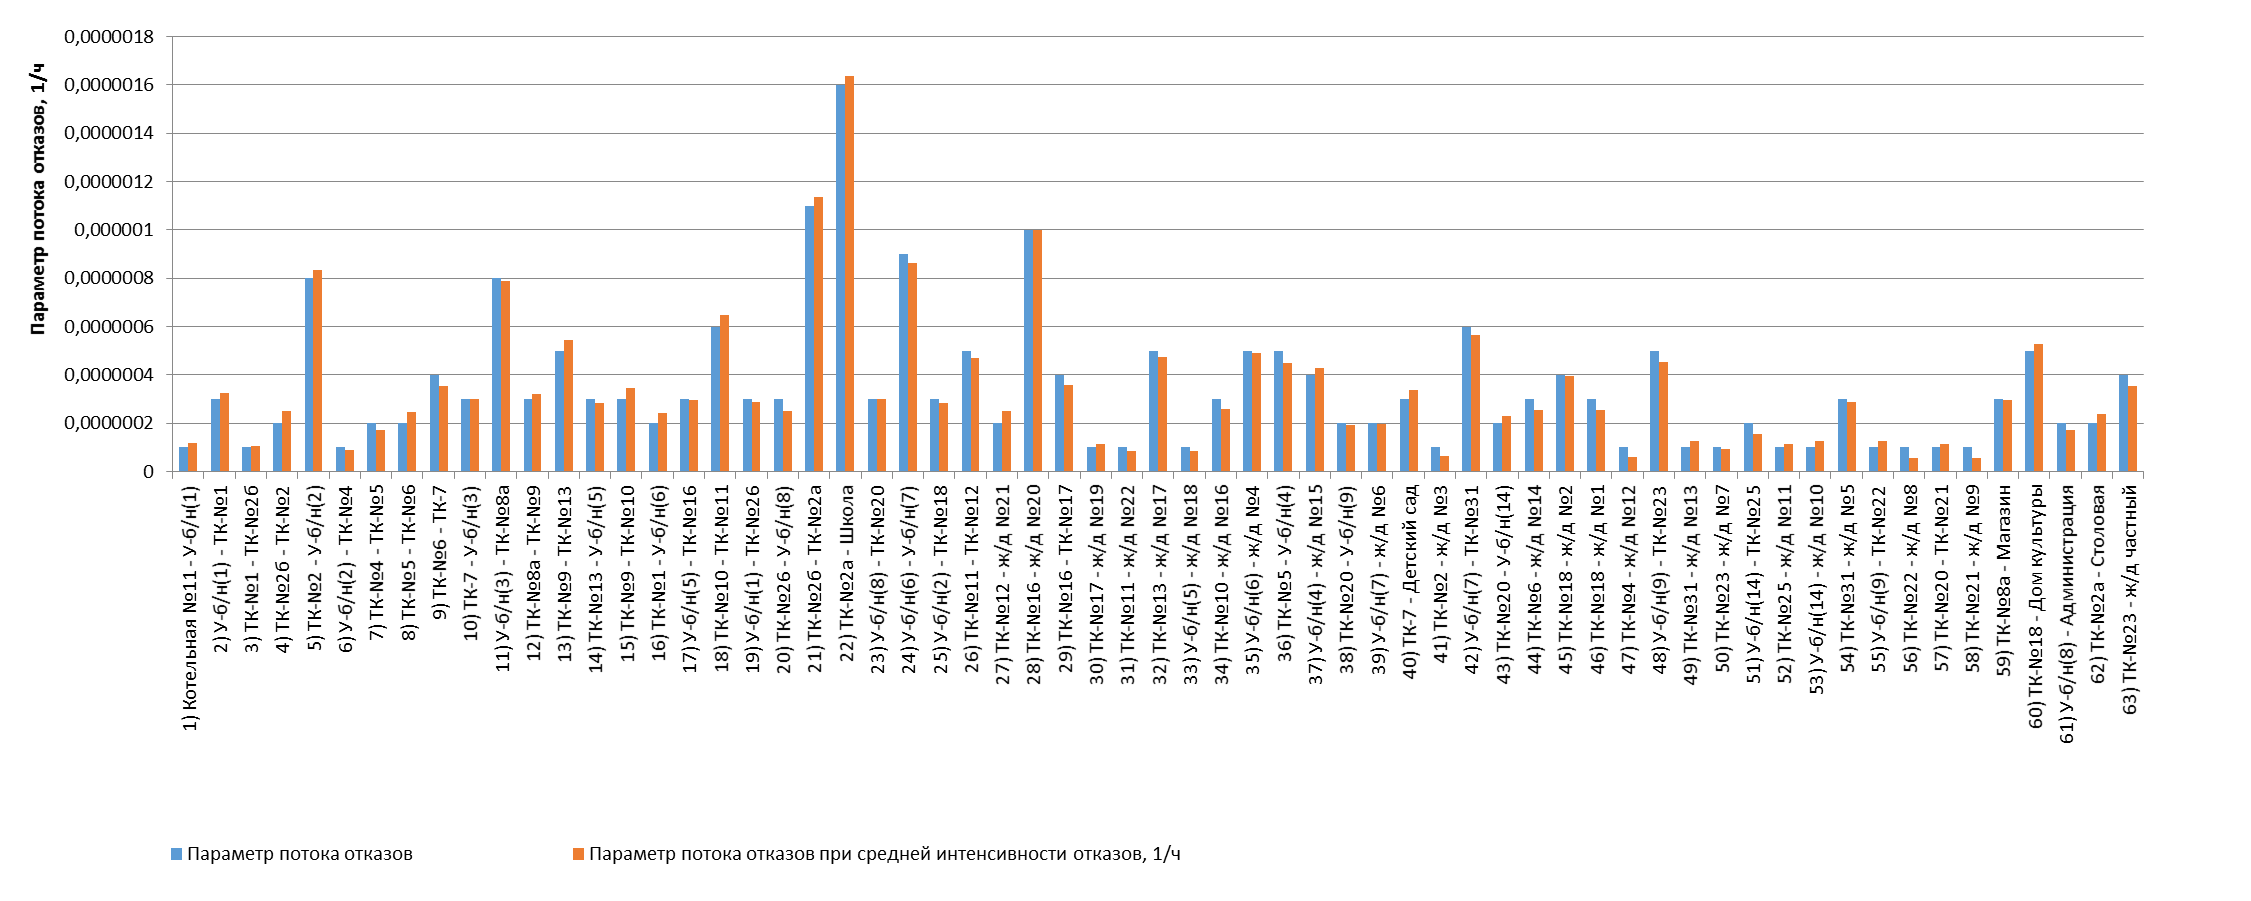 Параметр потока отказов, 1/ч
0,0000018
0,0000016
0,0000014
0,0000012
0,000001
0,0000008
0,0000006
0,0000004
0,0000002
0
1) Котельная №11 - У-б/н(1)
2) У-б/н(1) - ТК-№1
3) ТК-№1 - ТК-№2б
4) ТК-№2б - ТК-№2
5) ТК-№2 - У-б/н(2)
6) У-б/н(2) - ТК-№4
7) ТК-№4 - ТК-№5
8) ТК-№5 - ТК-№6
9) ТК-№6 - ТК-7
10) ТК-7 - У-б/н(3)
11) У-б/н(3) - ТК-№8а
12) ТК-№8а - ТК-№9
13) ТК-№9 - ТК-№13
14) ТК-№13 - У-б/н(5)
15) ТК-№9 - ТК-№10
16) ТК-№1 - У-б/н(6)
17) У-б/н(5) - ТК-№16
18) ТК-№10 - ТК-№11
19) У-б/н(1) - ТК-№26
20) ТК-№26 - У-б/н(8)
21) ТК-№2б - ТК-№2а
22) ТК-№2а - Школа
23) У-б/н(8) - ТК-№20
24) У-б/н(6) - У-б/н(7)
25) У-б/н(2) - ТК-№18
26) ТК-№11 - ТК-№12
27) ТК-№12 - ж/д №21
28) ТК-№16 - ж/д №20
29) ТК-№16 - ТК-№17
30) ТК-№17 - ж/д №19
31) ТК-№11 - ж/д №22
32) ТК-№13 - ж/д №17
33) У-б/н(5) - ж/д №18
34) ТК-№10 - ж/д №16
35) У-б/н(6) - ж/д №4
36) ТК-№5 - У-б/н(4)
37) У-б/н(4) - ж/д №15
38) ТК-№20 - У-б/н(9)
39) У-б/н(7) - ж/д №6
40) ТК-7 - Детский сад
41) ТК-№2 - ж/д №3
42) У-б/н(7) - ТК-№31
43) ТК-№20 - У-б/н(14)
44) ТК-№6 - ж/д №14
45) ТК-№18 - ж/д №2
46) ТК-№18 - ж/д №1
47) ТК-№4 - ж/д №12
48) У-б/н(9) - ТК-№23
49) ТК-№31 - ж/д №13
50) ТК-№23 - ж/д №7
51) У-б/н(14) - ТК-№25
52) ТК-№25 - ж/д №11
53) У-б/н(14) - ж/д №10
54) ТК-№31 - ж/д №5
55) У-б/н(9) - ТК-№22
56) ТК-№22 - ж/д №8
57) ТК-№20 - ТК-№21
58) ТК-№21 - ж/д №9
59) ТК-№8а - Магазин
60) ТК-№18 - Дом культуры
61) У-б/н(8) - Администрация
62) ТК-№2а - Столовая
63) ТК-№23 - ж/д частный
Параметр потока отказов
Параметр потока отказов при средней интенсивности отказов, 1/ч